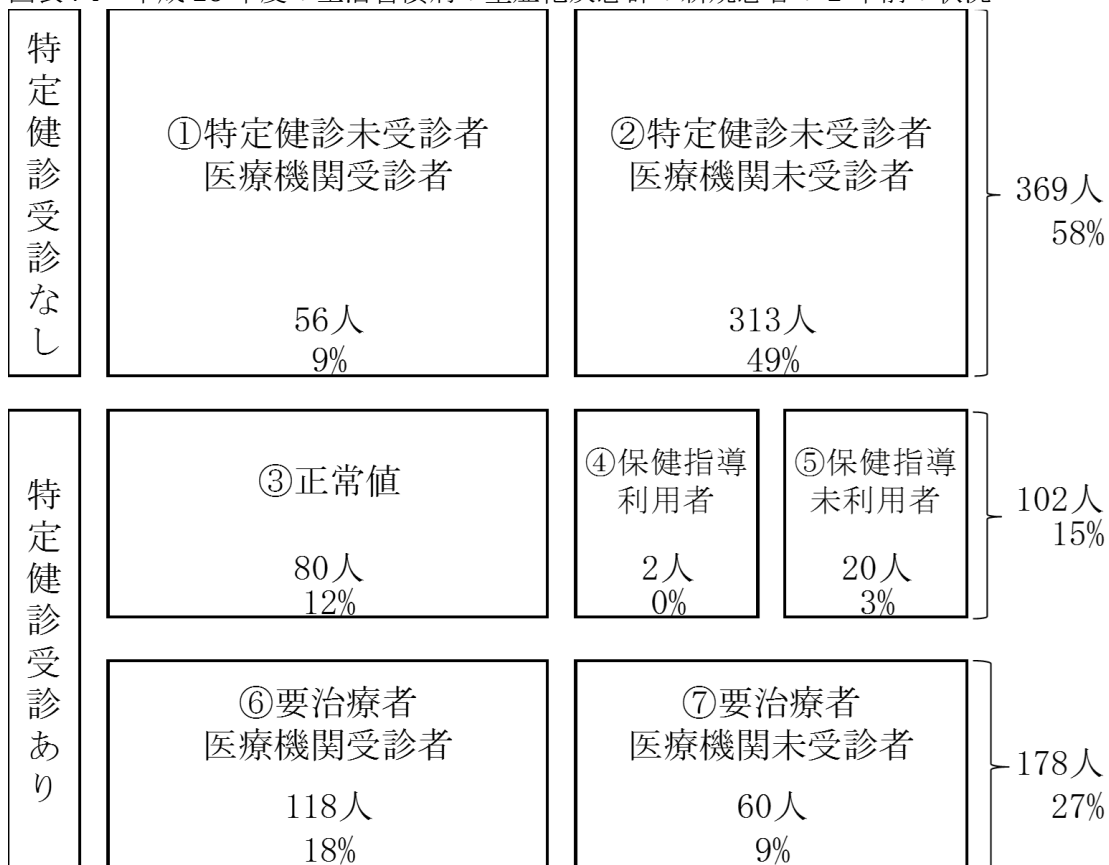 特定健診受診なし
①特定健診未受診者
医療機関受診者
56人
9%
②特定健診未受診者
医療機関未受診者
313人
49%
369人
58%
特定健診受診あり
③正常値
80人
12%
④保健指導
利用者
2人
0%
⑤保健指導
未利用者
20人
3%
102人
15%
⑥要治療者
医療機関受診者
118人
18%
⑦要治療者
医療機関未受診者
60人
9%
178人
27%